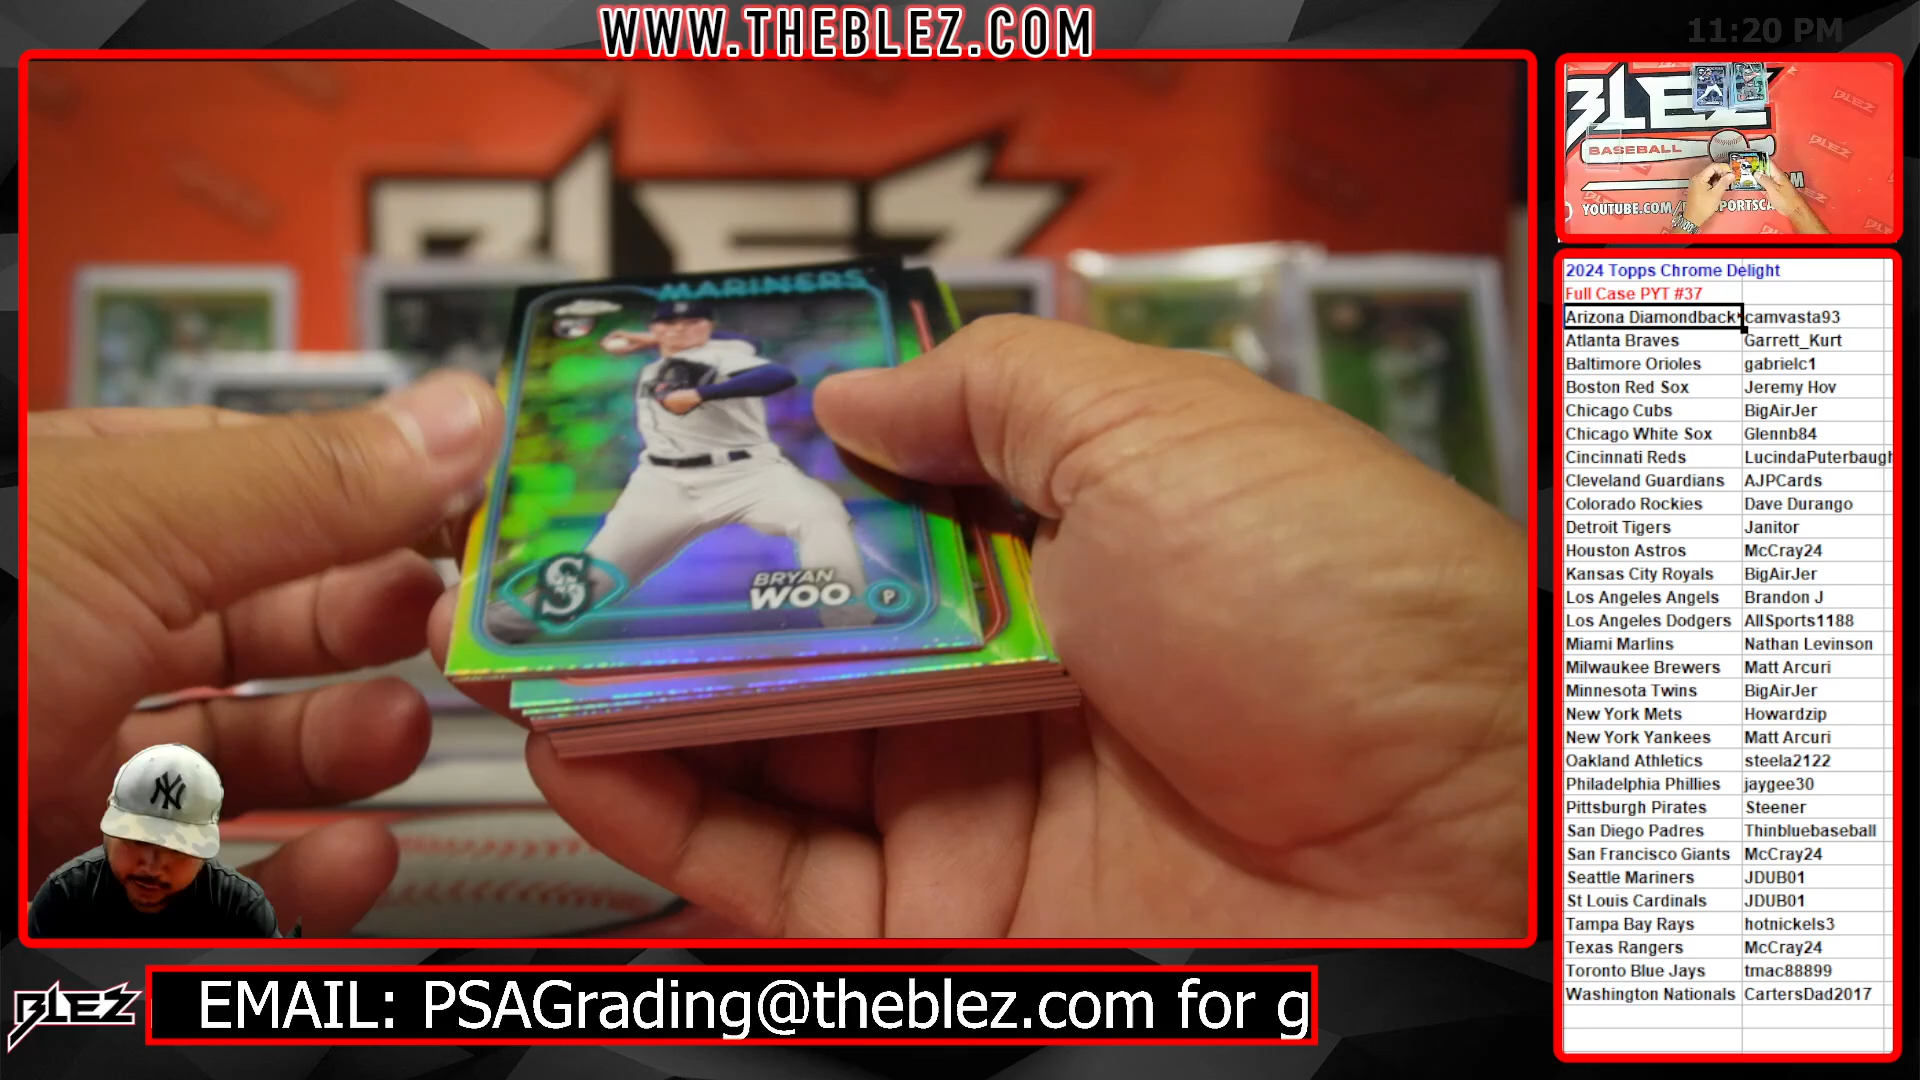 WWW.THEBLEZ.COM
11:20 PM
BLEZ
MARINERS
BRYAN
WOO
P
S
BLEZ
BASEBALL
YOUTUBE.COM
BLEZ
2024 Topps Chrome Delight
Full Case PYT #37
Arizona Diamondback camvasta93
Atlanta Braves Garrett_Kurt
Baltimore Orioles gabrielc1
Boston Red Sox Jeremy Hov
Chicago Cubs BigAirJer
Chicago White Sox Glennb84
Cincinnati Reds LucindaPuterbaugh
Cleveland Guardians AJPCards
Colorado Rockies Dave Durango
Detroit Tigers Janitor
Houston Astros McCray24
Kansas City Royals BigAirJer
Los Angeles Angels Brandon J
Los Angeles Dodgers AllSports1188
Miami Marlins Nathan Levinson
Milwaukee Brewers Matt Arcuri
Minnesota Twins BigAirJer
New York Mets Howardzip
New York Yankees Matt Arcuri
Oakland Athletics steela2122
Philadelphia Phillies jaygee30
Pittsburgh Pirates Steener
San Diego Padres Thinbluebaseball
San Francisco Giants McCray24
Seattle Mariners JDUB01
St Louis Cardinals JDUB01
Tampa Bay Rays hotnickels3
Texas Rangers McCray24
Toronto Blue Jays tmac88899
Washington Nationals CartersDad2017
NY
BLEZ
EMAIL: PSAGrading@theblez.com for g